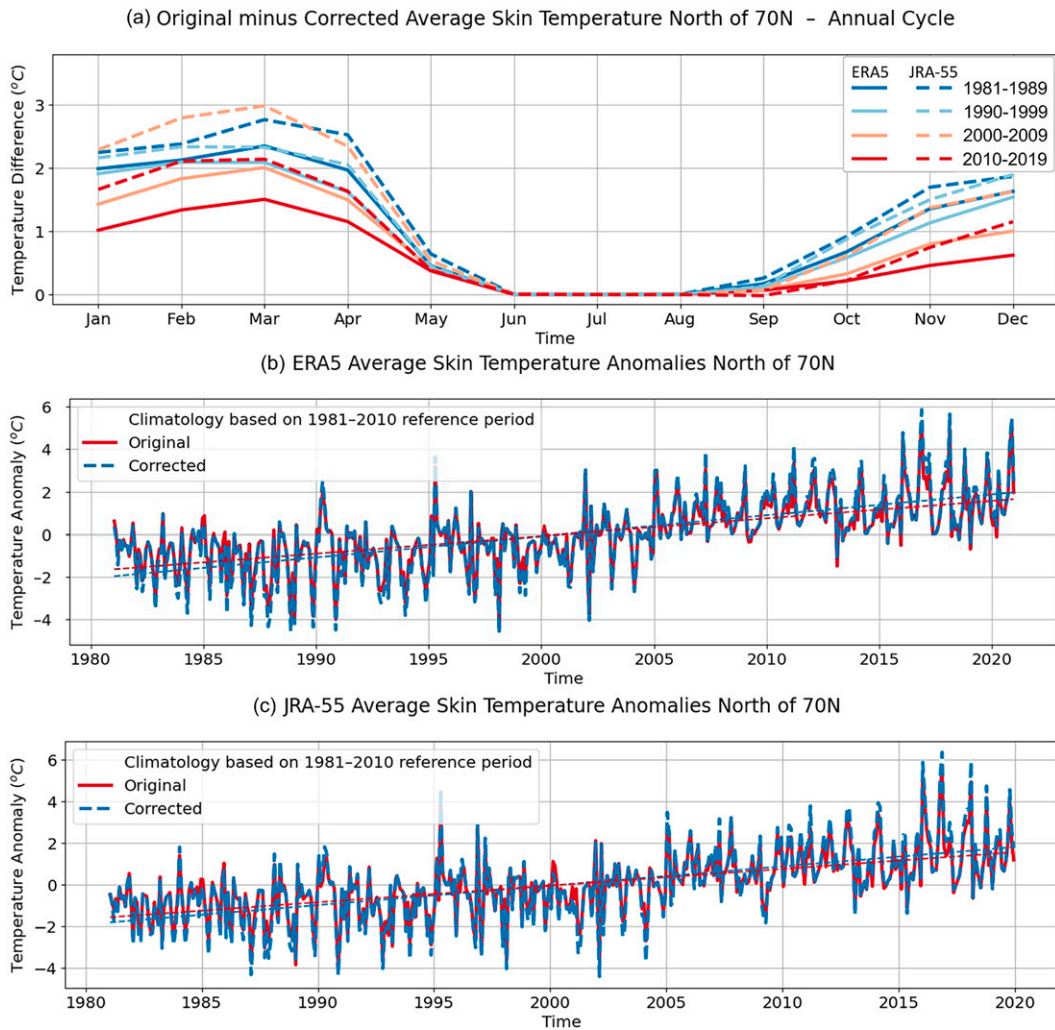 (a) Original minus Corrected Average Skin Temperature North of 70N – Annual Cycle
Temperature Difference (°C)
3
2
1
0
ERA5 JRA-55
1981-1989
1990-1999
2000-2009
2010-2019
Jan Feb Mar Apr May Jun Jul Aug Sep Oct Nov Dec
Time
(b) ERA5 Average Skin Temperature Anomalies North of 70N
Temperature Anomaly (°C)
6
4
2
0
−2
−4
Climatology based on 1981–2010 reference period
Original
Corrected
1980 1985 1990 1995 2000 2005 2010 2015 2020
Time
(c) JRA-55 Average Skin Temperature Anomalies North of 70N
Temperature Anomaly (°C)
6
4
2
0
−2
−4
Climatology based on 1981–2010 reference period
Original
Corrected
1980 1985 1990 1995 2000 2005 2010 2015 2020
Time